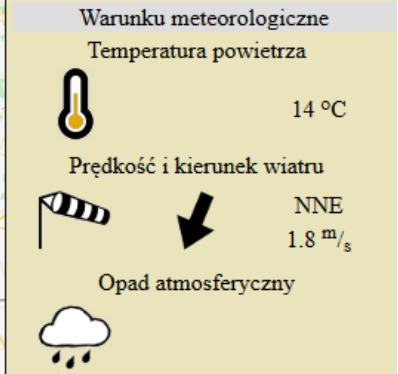 Warunku meteorologiczne
Temperatura powietrza
14 °C
Prędkość i kierunek wiatru
NNE
1.8 m/s
Opad atmosferyczny